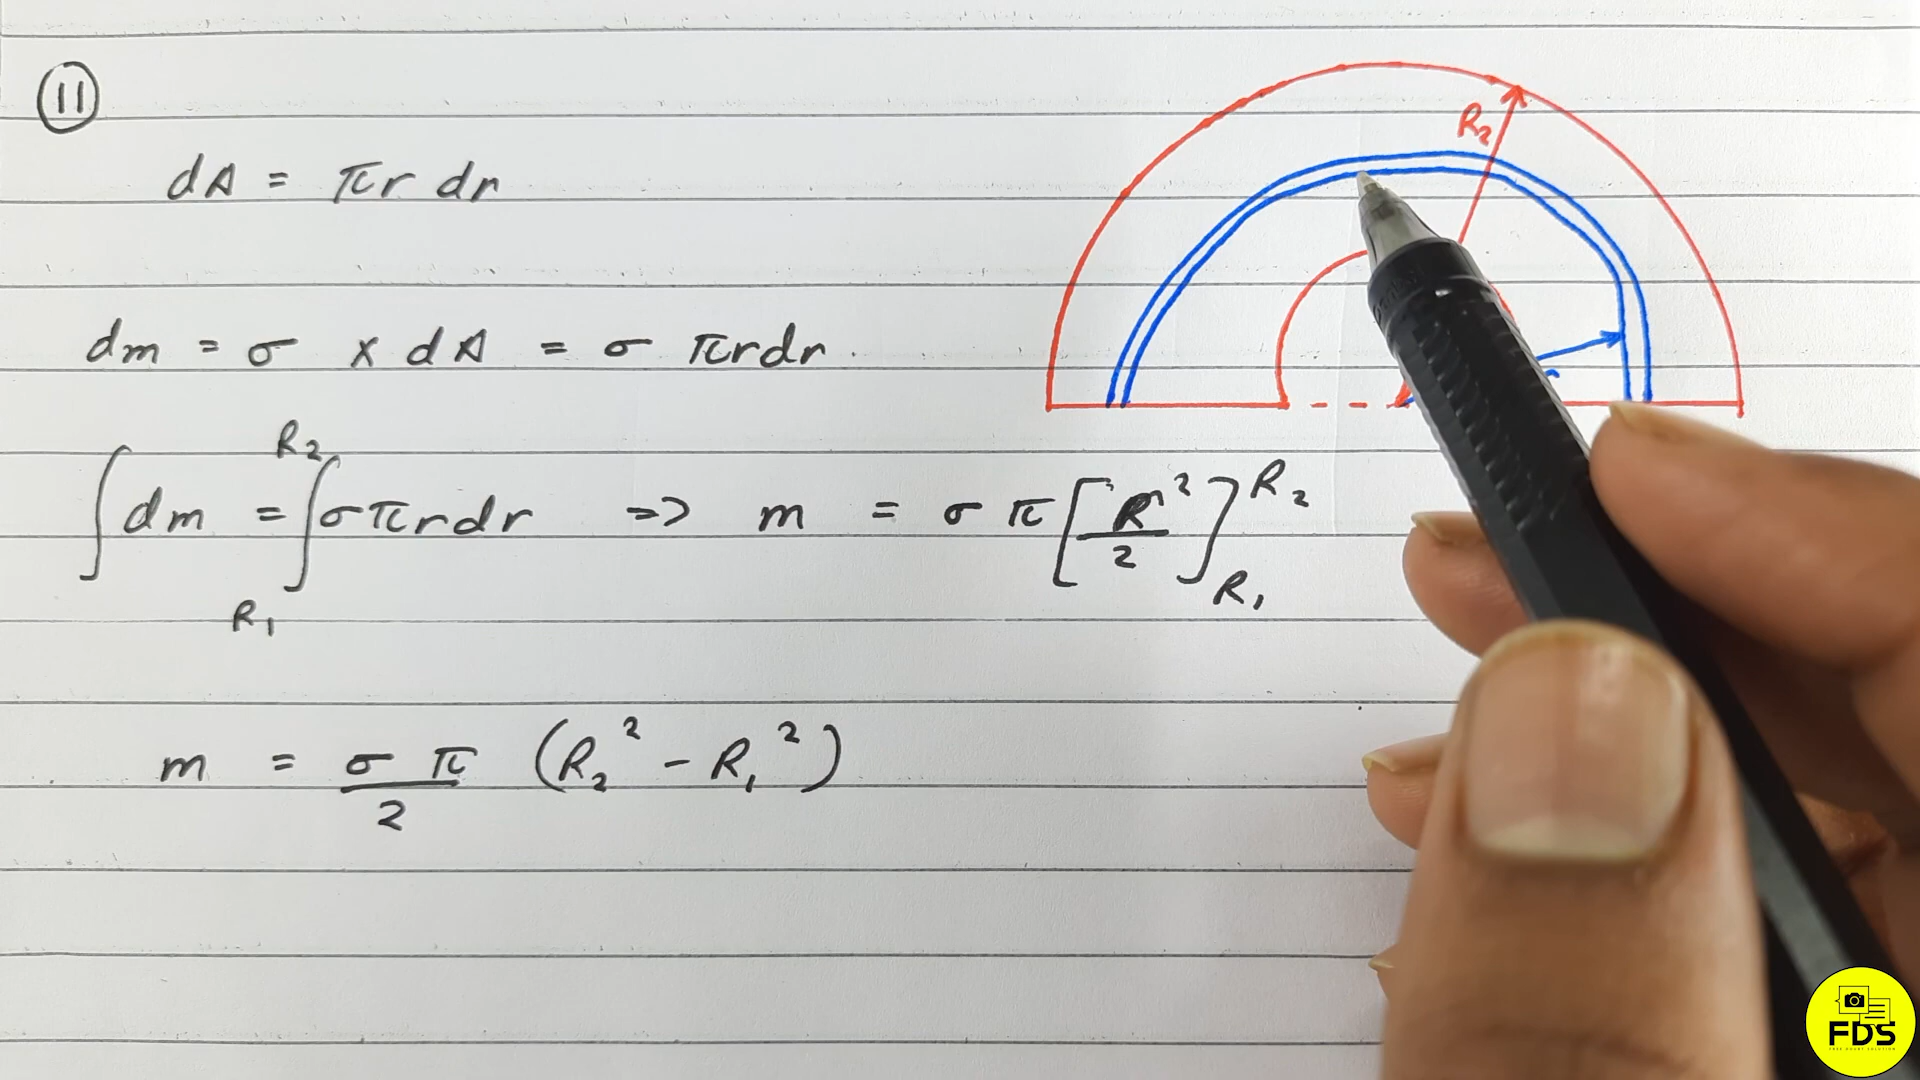 11
dA = πr dr
dm = σ x dA = σ πrdr.
∫dm = ∫_{R₁}^{R₂} σπrdr => m = σ π [r²/2]_{R₁}^{R₂}
m = σ π/2 (R₂² - R₁²)
R₂
r
FDS